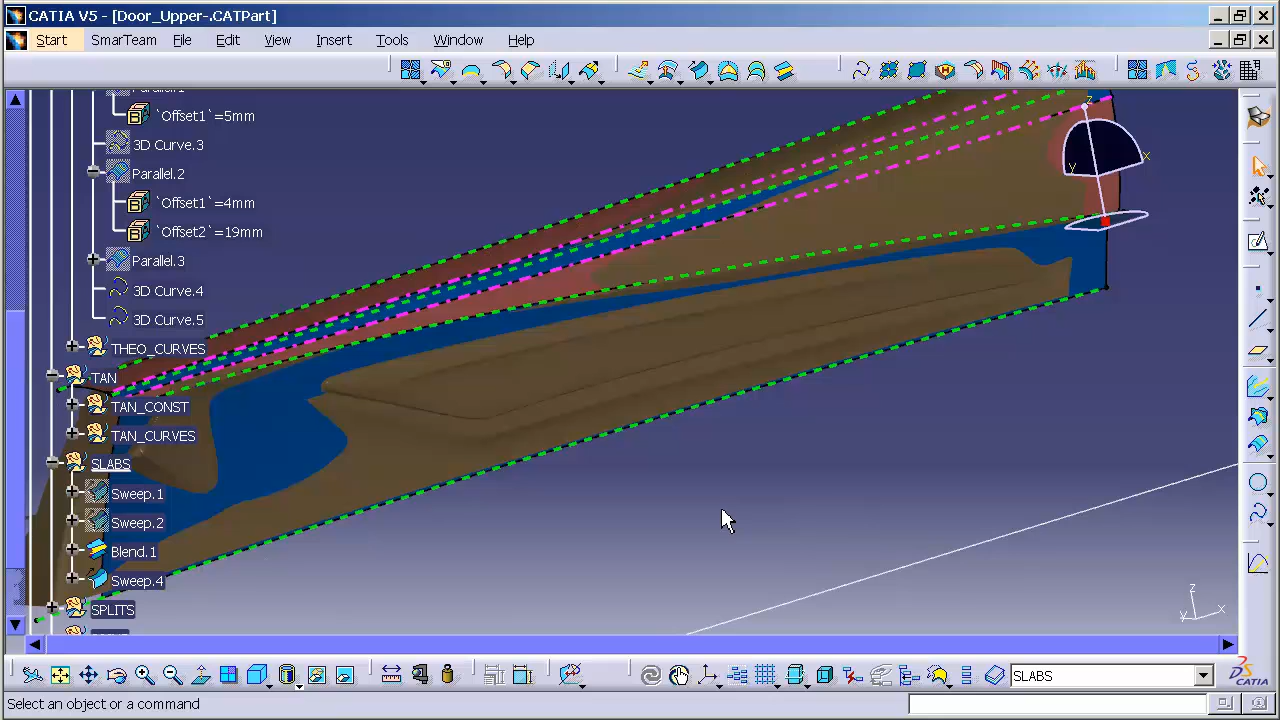 CATIA V5 - [Door_Upper-.CATPart]
Start SmarTeam File Edit View Insert Tools Window Help
`Offset1`=5mm
3D Curve.3
Parallel.2
`Offset1`=4mm
`Offset2`=19mm
Parallel.3
3D Curve.4
3D Curve.5
THEO_CURVES
TAN
TAN_CONST
TAN_CURVES
SLABS
Sweep.1
Sweep.2
Blend.1
Sweep.4
SPLITS
z
y
x
z
y
x
SLABS
CATIA
Select an object or a command